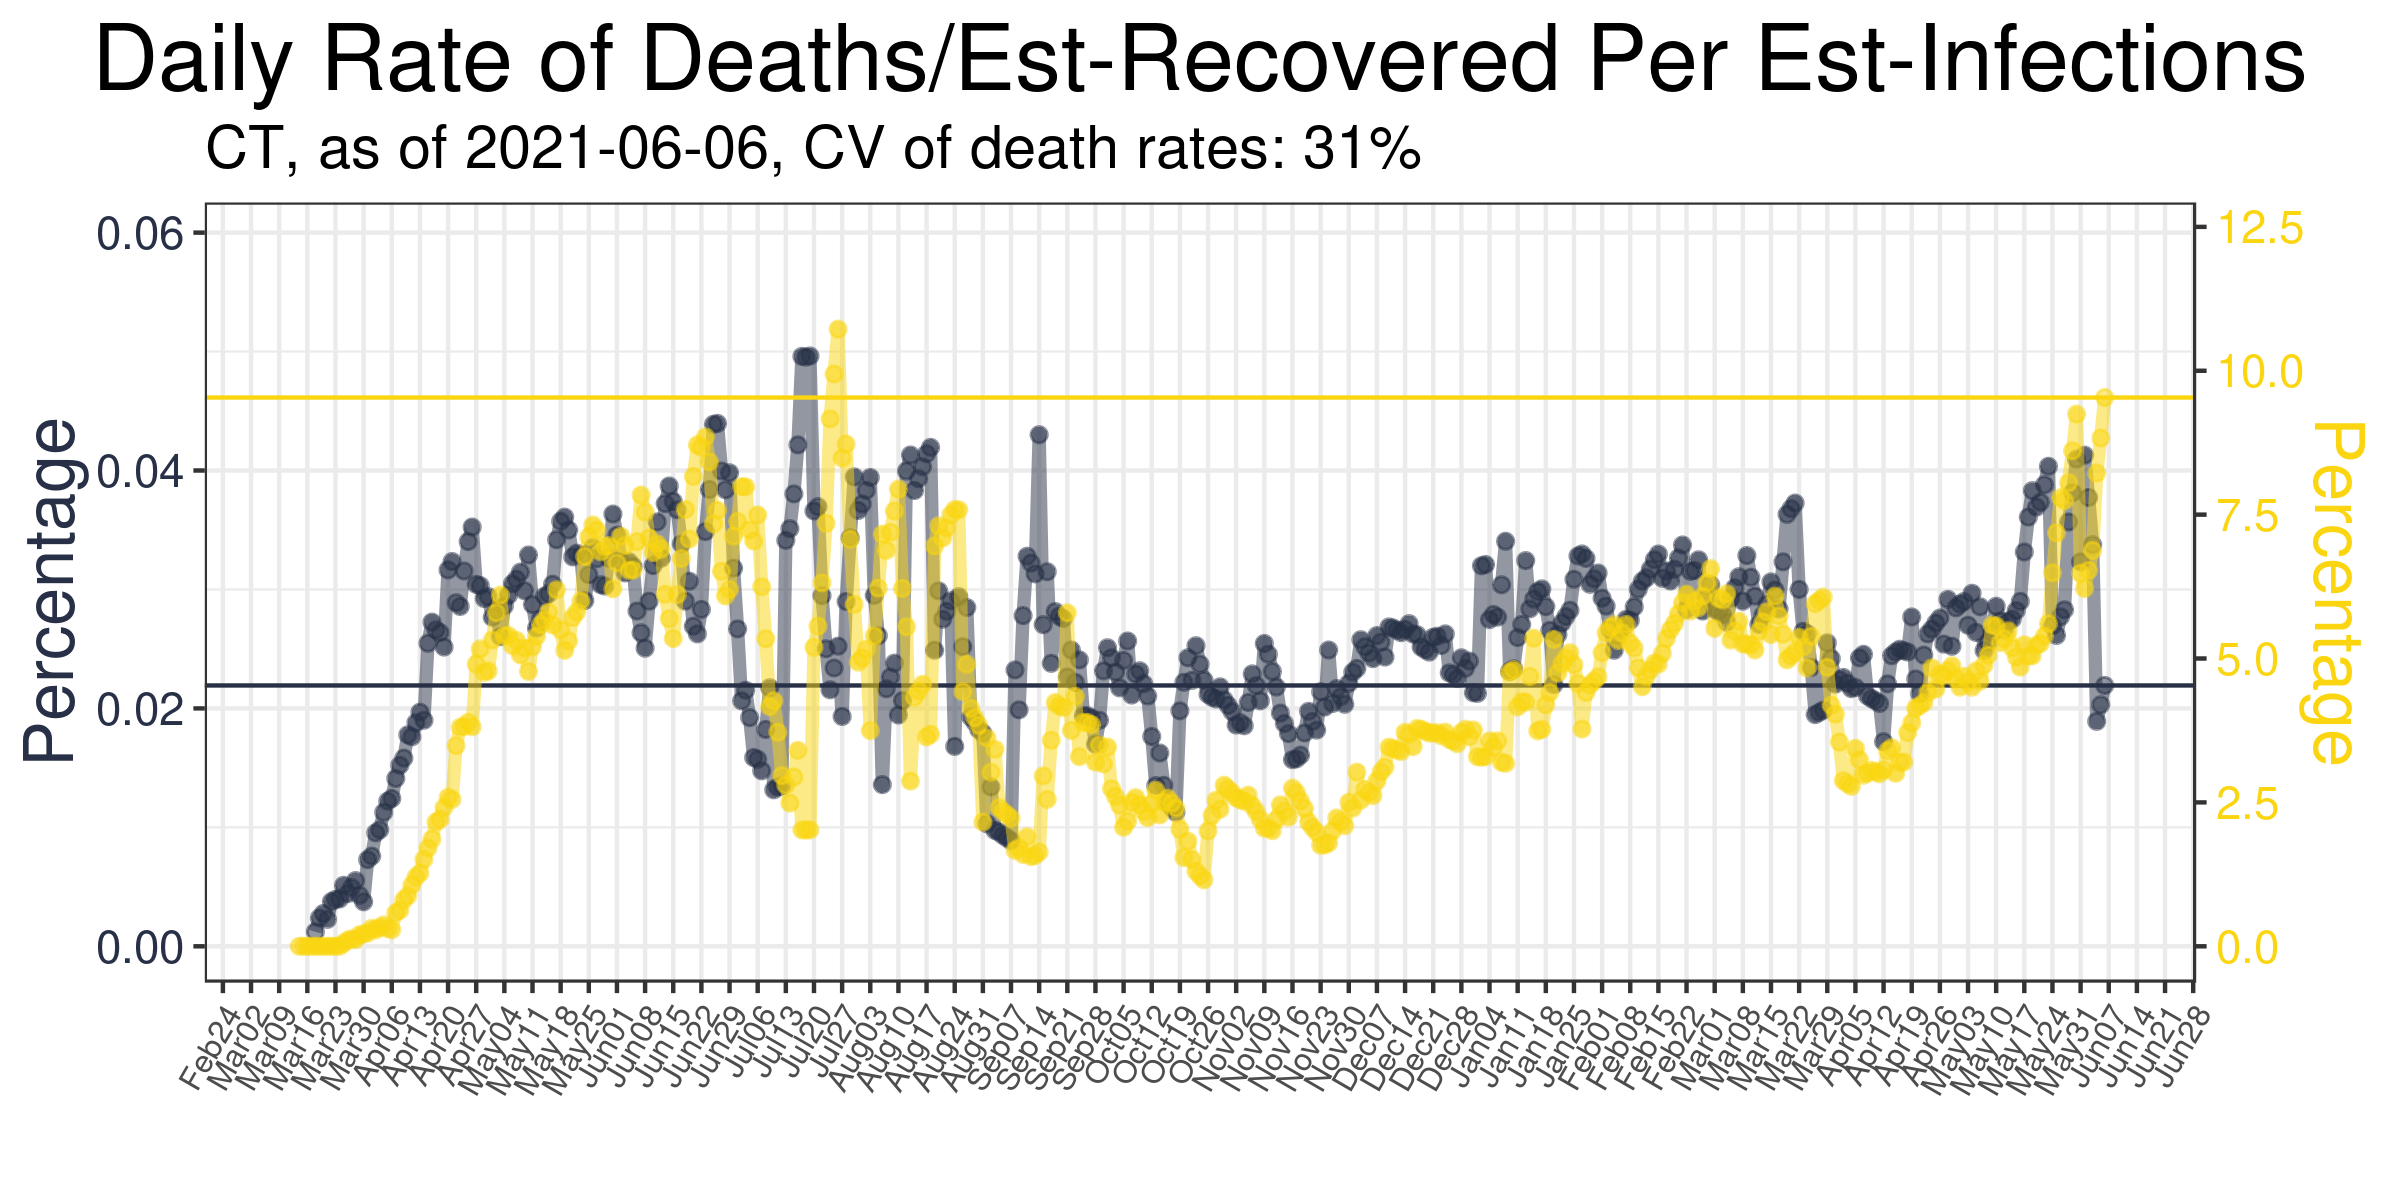 Daily Rate of Deaths/Est-Recovered Per Est-Infections
CT, as of 2021-06-06, CV of death rates: 31%
Percentage
0.06
0.04
0.02
0.00
12.5
10.0
7.5
5.0
2.5
0.0
Percentage
Feb24
Mar02
Mar09
Mar16
Mar23
Mar30
Apr06
Apr13
Apr20
Apr27
May04
May11
May18
May25
Jun01
Jun08
Jun15
Jun22
Jun29
Jul06
Jul13
Jul20
Jul27
Aug03
Aug10
Aug17
Aug24
Aug31
Sep07
Sep14
Sep21
Sep28
Oct05
Oct12
Oct19
Oct26
Nov02
Nov09
Nov16
Nov23
Nov30
Dec07
Dec14
Dec21
Dec28
Jan04
Jan11
Jan18
Jan25
Feb01
Feb08
Feb15
Feb22
Mar01
Mar08
Mar15
Mar22
Mar29
Apr05
Apr12
Apr19
Apr26
May03
May10
May17
May24
May31
Jun07
Jun14
Jun21
Jun28